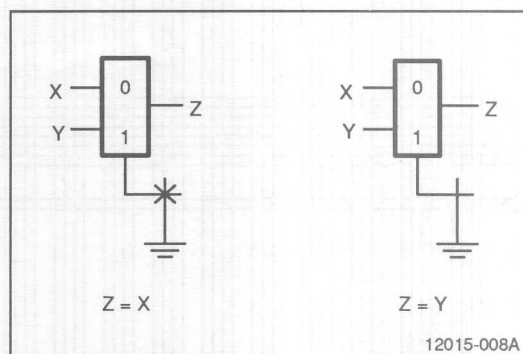 X 0 Z
Y 1
Z = X
X 0 Z
Y 1
Z = Y
12015-008A